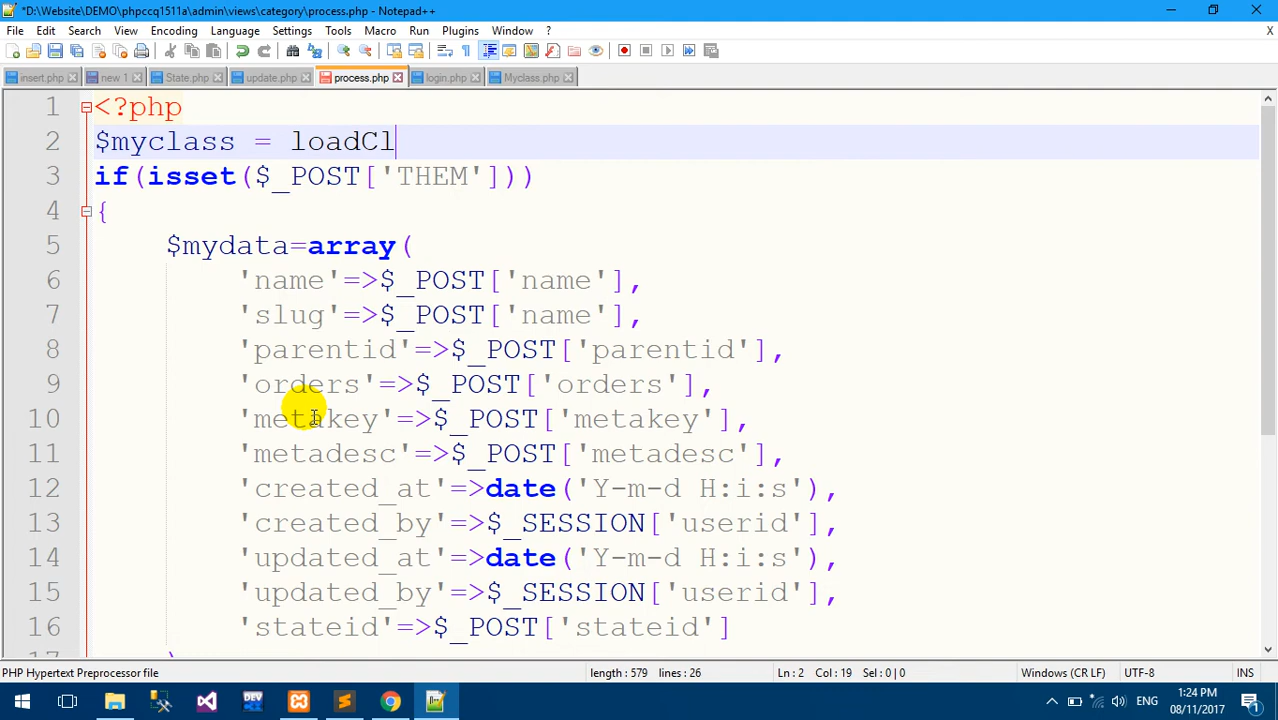 *D:\Website\DEMO\phpccq1511a\admin\views\category\process.php - Notepad++
File Edit Search View Encoding Language Settings Tools Macro Run Plugins Window ?
X
insert.php new 1 State.php update.php process.php login.php Myclass.php
1 <?php
2 $myclass = loadCl
3 if(isset($_POST['THEM']))
4 {
5 $mydata=array(
6 'name'=>$_POST['name'],
7 'slug'=>$_POST['name'],
8 'parentid'=>$_POST['parentid'],
9 'orders'=>$_POST['orders'],
10 'metakey'=>$_POST['metakey'],
11 'metadesc'=>$_POST['metadesc'],
12 'created_at'=>date('Y-m-d H:i:s'),
13 'created_by'=>$_SESSION['userid'],
14 'updated_at'=>date('Y-m-d H:i:s'),
15 'updated_by'=>$_SESSION['userid'],
16 'stateid'=>$_POST['stateid']
PHP Hypertext Preprocessor file length : 579 lines : 26 Ln : 2 Col : 19 Sel : 0 | 0 Windows (CR LF) UTF-8 INS
DEV
ENG
1:24 PM
08/11/2017